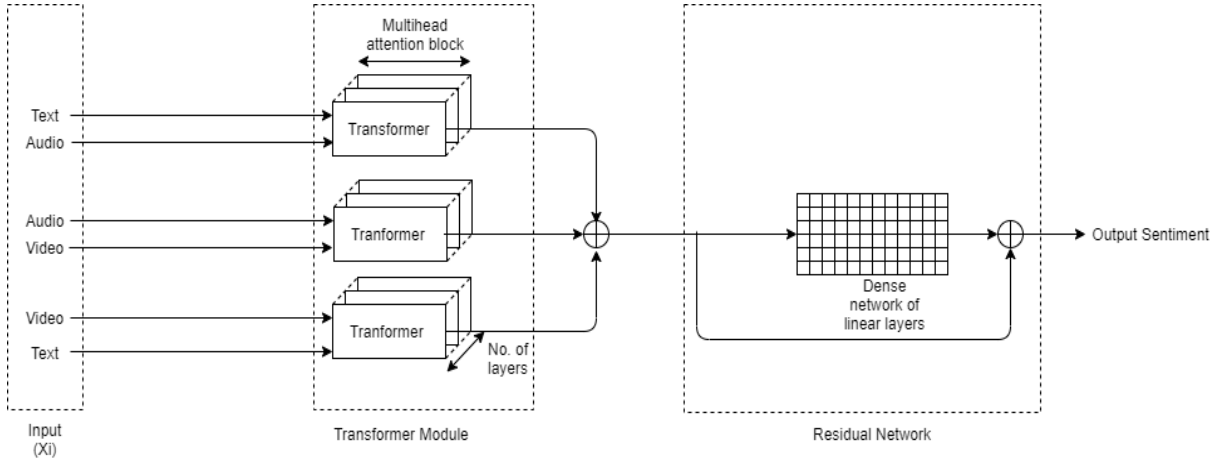 Multihead
attention block
Text
Audio
Transformer
Audio
Video
Tranformer
Output Sentiment
Dense
network of
linear layers
Video
Text
Tranformer
No. of
layers
Input
(Xi)
Transformer Module
Residual Network